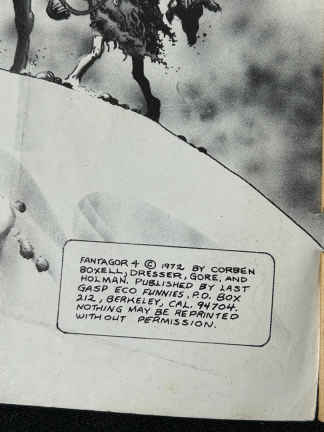 FANTAGOR 4 © 1972 BY CORBEN
BOXELL, DRESSER, GORE, AND
HOLMAN. PUBLISHED BY LAST
GASP ECO FUNNIES, P.O. BOX
212, BERKELEY, CAL. 94704.
NOTHING MAY BE REPRINTED
WITHOUT PERMISSION.